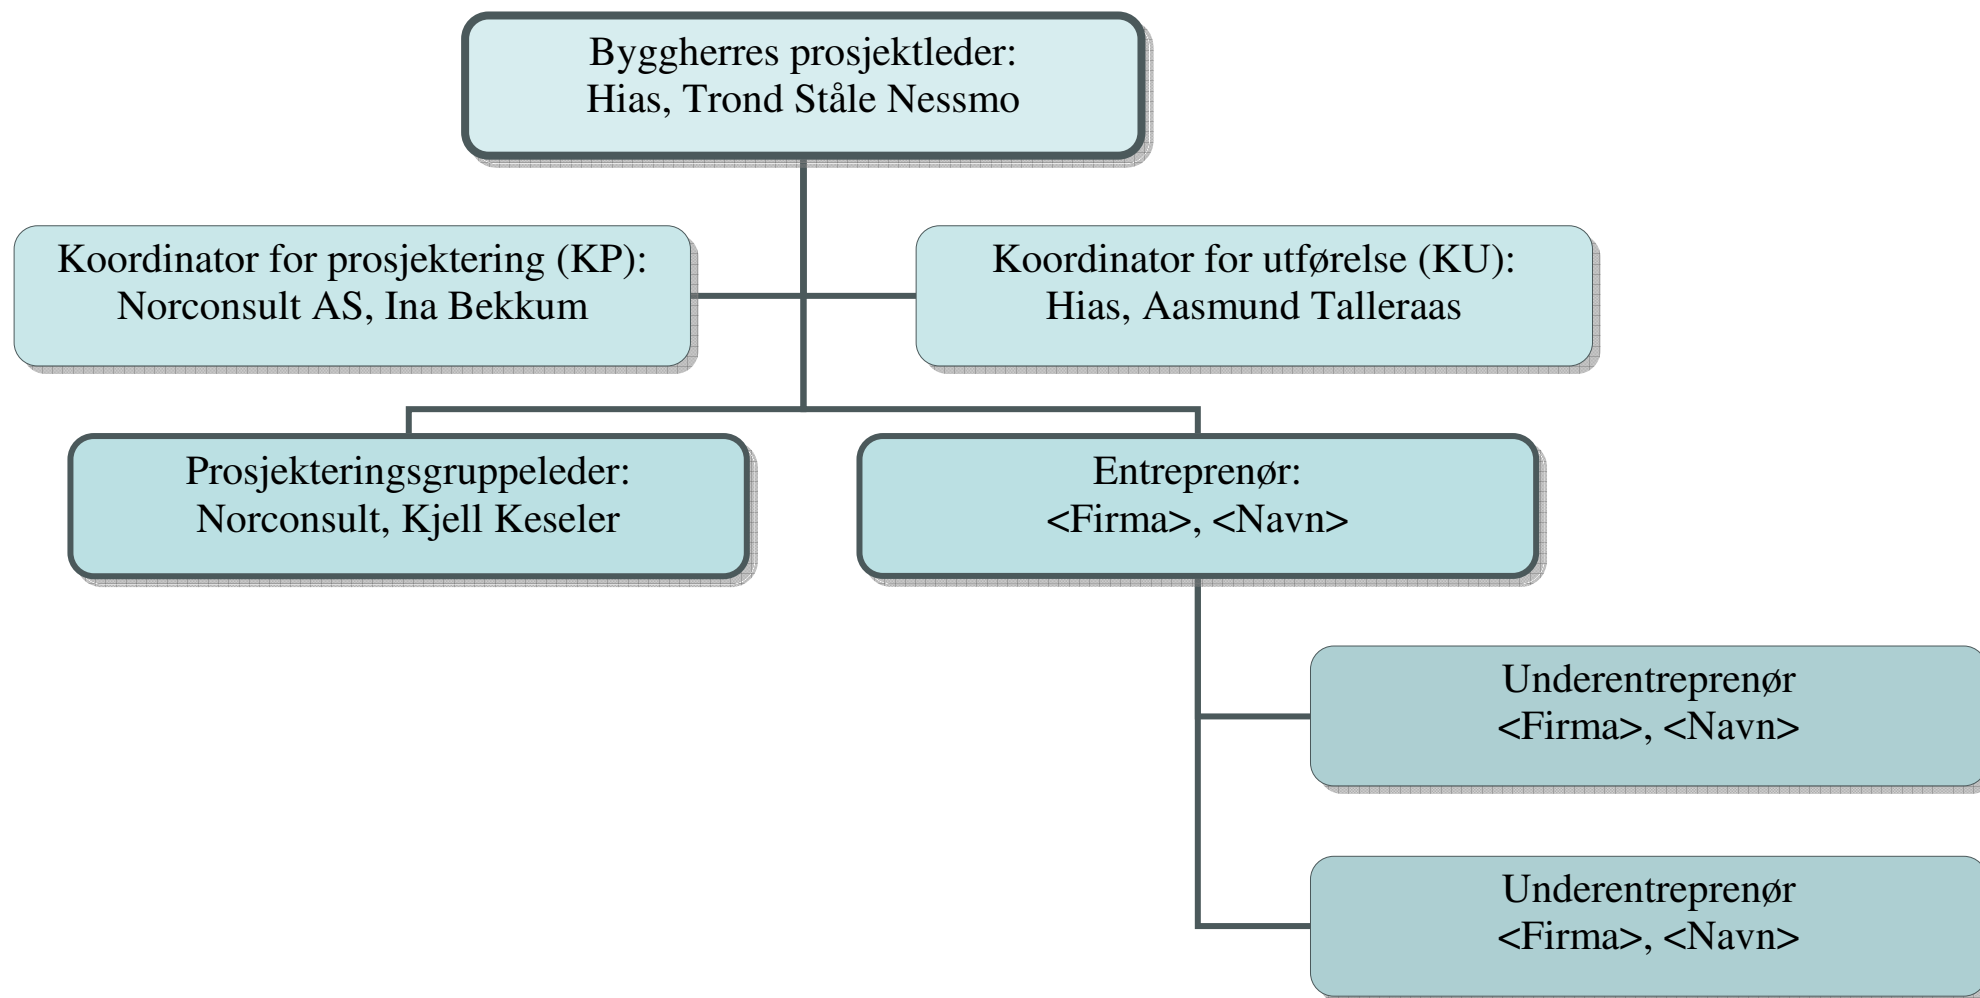 Byggherres prosjektleder:
Hias, Trond Ståle Nessmo
Koordinator for prosjektering (KP):
Norconsult AS, Ina Bekkum
Koordinator for utførelse (KU):
Hias, Aasmund Talleraas
Prosjekteringsgruppeleder:
Norconsult, Kjell Keseler
Entreprenør:
<Firma>, <Navn>
Underentreprenør
<Firma>, <Navn>
Underentreprenør
<Firma>, <Navn>